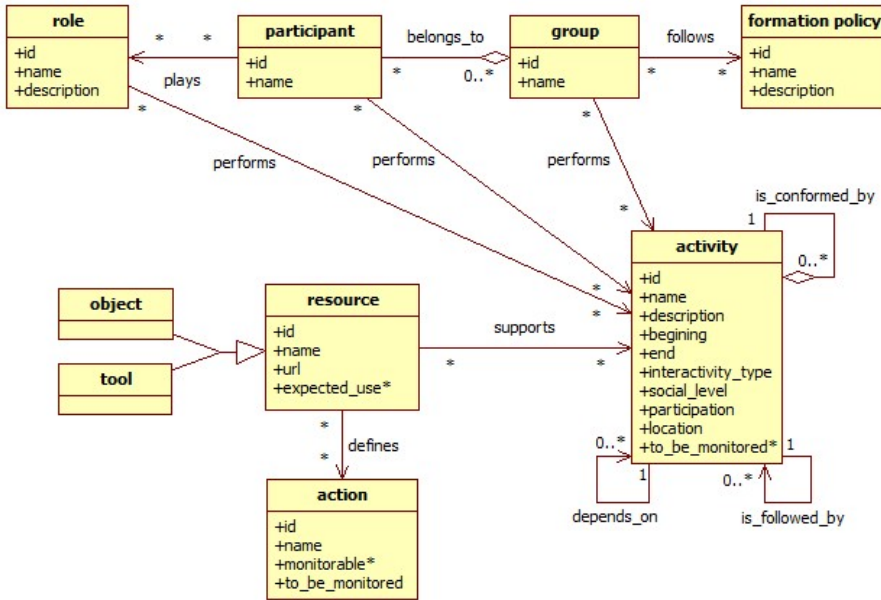 role
+id
+name
+description
* *
plays
participant
+id
+name
belongs_to
* 0..*
group
+id
+name
follows
* *
formation policy
+id
+name
+description
*
performs
*
*
performs
*
*
performs
*
is_conformed_by
1
0..*
activity
+id
+name
+description
+begining
+end
+interactivity_type
+social_level
+participation
+location
+to_be_monitored*
object
tool
resource
+id
+name
+url
+expected_use*
supports
* *
*
defines
*
action
+id
+name
+monitorable*
+to_be_monitored
0..*
1
depends_on
1
0..*
is_followed_by